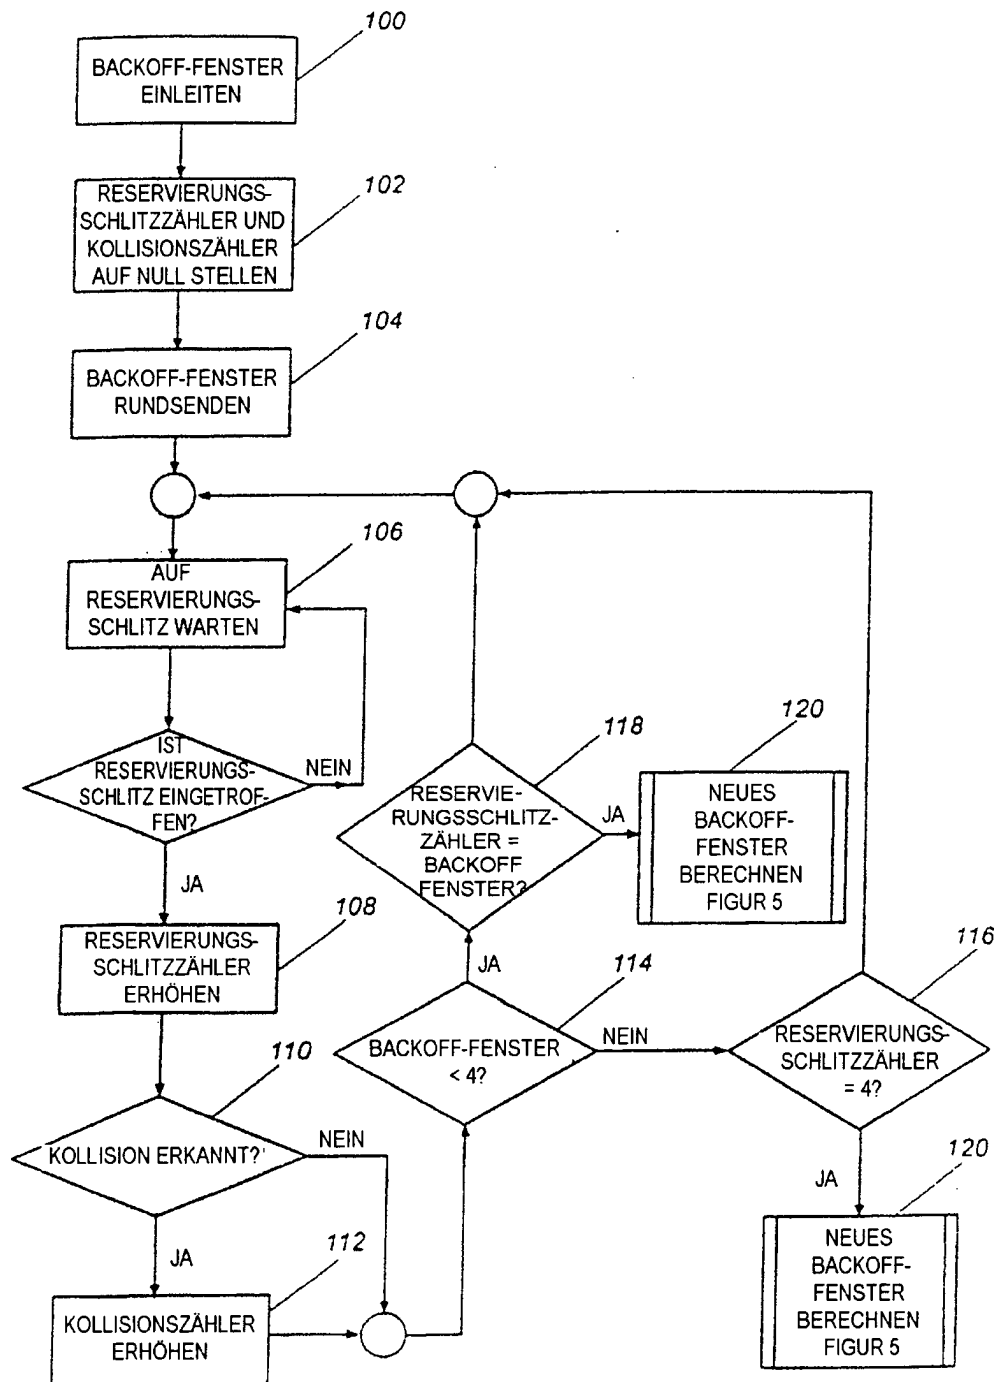 100
BACKOFF-FENSTER
EINLEITEN
102
RESERVIERUNGS-
SCHLITZZÄHLER UND
KOLLISIONSZÄHLER
AUF NULL STELLEN
104
BACKOFF-FENSTER
RUNDSENDEN
106
AUF
RESERVIERUNGS-
SCHLITZ WARTEN
IST
RESERVIERUNGS-
SCHLITZ EINGETROF-
FEN?
NEIN
JA
108
RESERVIERUNGS-
SCHLITZZÄHLER
ERHÖHEN
110
KOLLISION ERKANNT?
NEIN
JA
112
KOLLISIONSZÄHLER
ERHÖHEN
114
BACKOFF-FENSTER
< 4?
JA
NEIN
118
RESERVIE-
RUNGSSCHLITZ-
ZÄHLER =
BACKOFF
FENSTER?
JA
120
NEUES
BACKOFF-
FENSTER
BERECHNEN
FIGUR 5
116
RESERVIERUNGS-
SCHLITZZÄHLER
= 4?
JA
120
NEUES
BACKOFF-
FENSTER
BERECHNEN
FIGUR 5